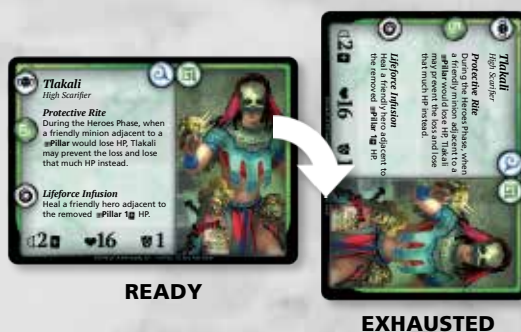 Tlakali
High Scarifier
Protective Rite
During the Heroes Phase, when
a friendly minion adjacent to a
Pillar would lose HP, Tlakali
may prevent the loss and lose
that much HP instead.
Lifeforce Infusion
Heal a friendly hero adjacent to
the removed Pillar 1 HP.
2 16 1
READY
Tlakali
High Scarifier
Protective Rite
During the Heroes Phase, when
a friendly minion adjacent to a
Pillar would lose HP, Tlakali
may prevent the loss and lose
that much HP instead.
Lifeforce Infusion
Heal a friendly hero adjacent to
the removed Pillar 1 HP.
2 16 1
EXHAUSTED